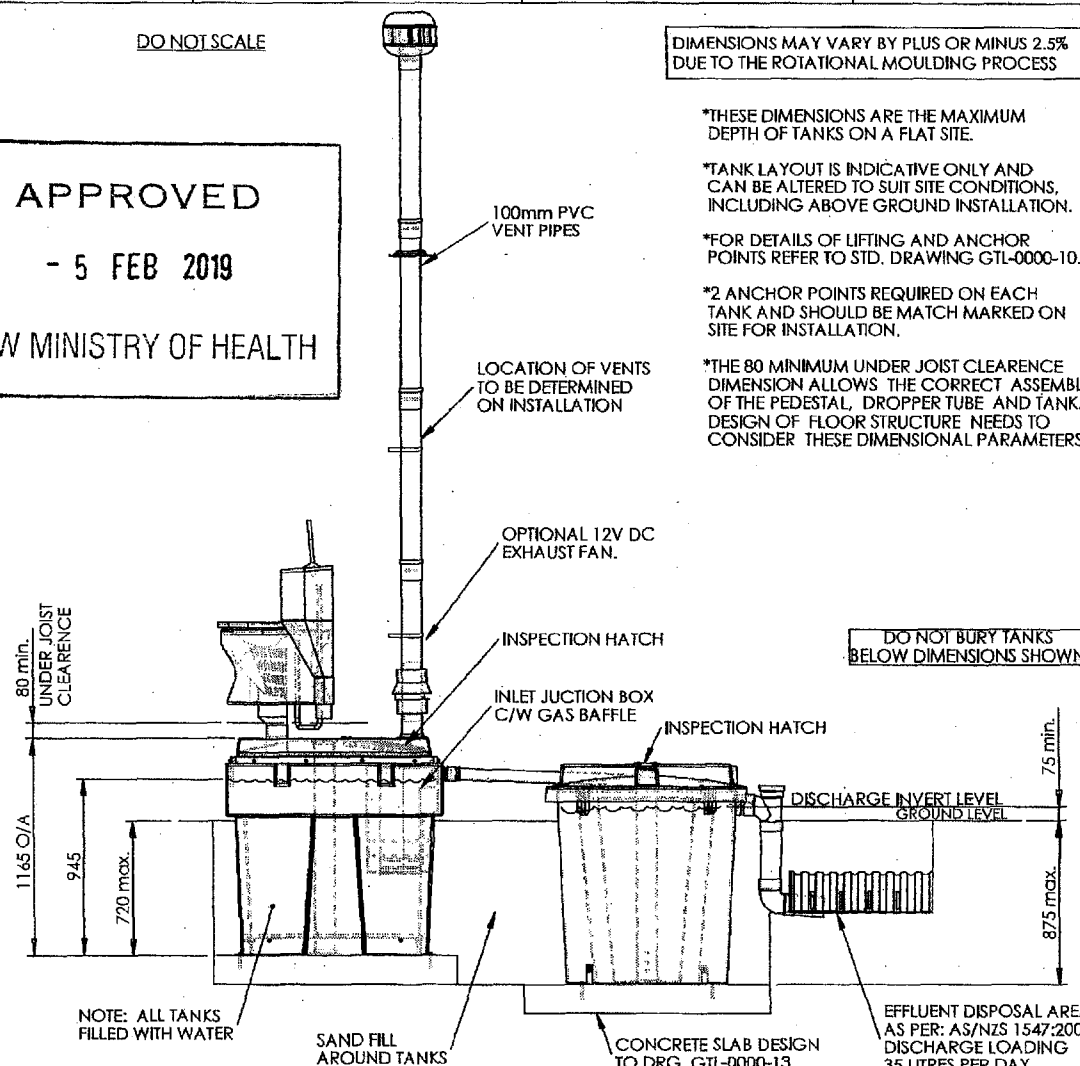 DO NOT SCALE
DIMENSIONS MAY VARY BY PLUS OR MINUS 2.5%
DUE TO THE ROTATIONAL MOULDING PROCESS
*THESE DIMENSIONS ARE THE MAXIMUM
DEPTH OF TANKS ON A FLAT SITE.
*TANK LAYOUT IS INDICATIVE ONLY AND
CAN BE ALTERED TO SUIT SITE CONDITIONS,
INCLUDING ABOVE GROUND INSTALLATION.
*FOR DETAILS OF LIFTING AND ANCHOR
POINTS REFER TO STD. DRAWING GTL-0000-10.
*2 ANCHOR POINTS REQUIRED ON EACH
TANK AND SHOULD BE MATCH MARKED ON
SITE FOR INSTALLATION.
*THE 80 MINIMUM UNDER JOIST CLEARENCE
DIMENSION ALLOWS THE CORRECT ASSEMBL
OF THE PEDESTAL, DROPPER TUBE AND TANK.
DESIGN OF FLOOR STRUCTURE NEEDS TO
CONSIDER THESE DIMENSIONAL PARAMETERS
APPROVED
- 5 FEB 2019
W MINISTRY OF HEALTH
100mm PVC
VENT PIPES
LOCATION OF VENTS
TO BE DETERMINED
ON INSTALLATION
OPTIONAL 12V DC
EXHAUST FAN.
INSPECTION HATCH
INLET JUCTION BOX
C/W GAS BAFFLE
INSPECTION HATCH
DO NOT BURY TANKS
BELOW DIMENSIONS SHOWN
80 min.
UNDER JOIST
CLEARENCE
1165 O/A
945
720 max.
75 min.
DISCHARGE INVERT LEVEL
GROUND LEVEL
875 max.
NOTE: ALL TANKS
FILLED WITH WATER
SAND FILL
AROUND TANKS
CONCRETE SLAB DESIGN
TO DRG. GTL-0000-13
EFFLUENT DISPOSAL ARE
AS PER: AS/NZS 1547:200
DISCHARGE LOADING
35 LITRES PER DAY